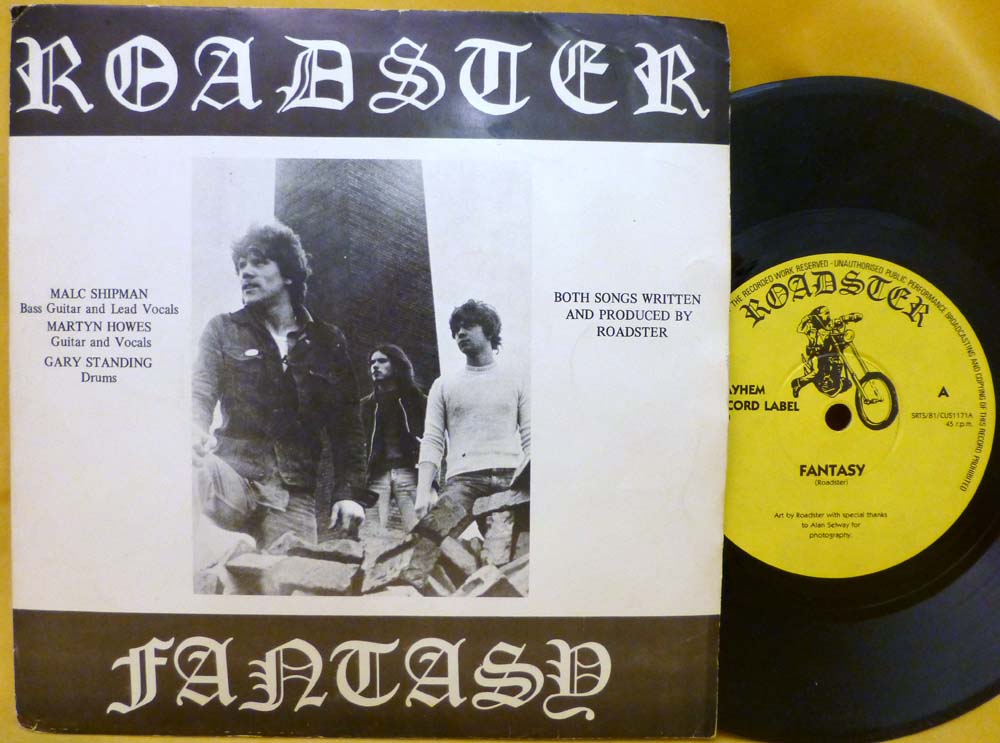 ROADSTER
MALC SHIPMAN
Bass Guitar and Lead Vocals
MARTYN HOWES
Guitar and Vocals
GARY STANDING
Drums
BOTH SONGS WRITTEN
AND PRODUCED BY
ROADSTER
FANTASY
THE RECORDED WORK RESERVED - UNAUTHORISED PUBLIC PERFORMANCE BROADCASTING AND COPYING OF THIS RECORD PROHIBITED
ROADSTER
AYHEM
CORD LABEL
A
SRTS/81/CUS1171A
45 r.p.m.
FANTASY
(Roadster)
Art by Roadster with special thanks
to Alan Selway for
photography.